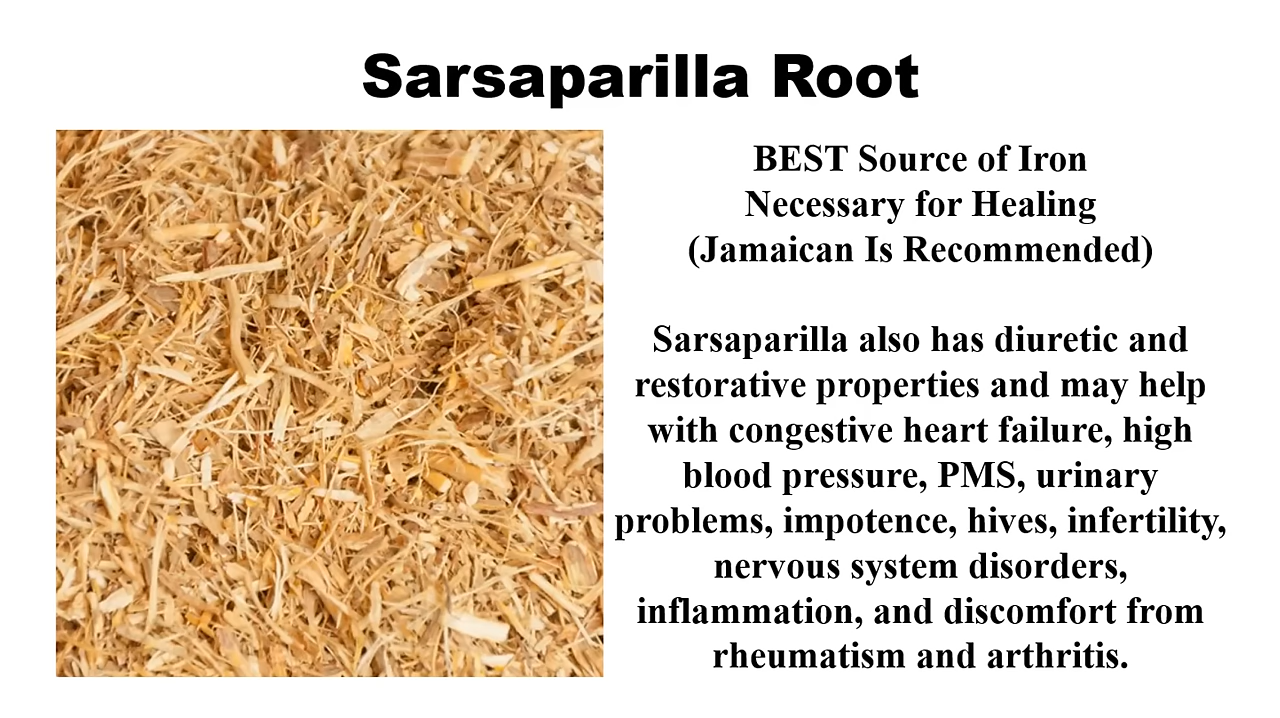 Sarsaparilla Root
BEST Source of Iron
Necessary for Healing
(Jamaican Is Recommended)
Sarsaparilla also has diuretic and
restorative properties and may help
with congestive heart failure, high
blood pressure, PMS, urinary
problems, impotence, hives, infertility,
nervous system disorders,
inflammation, and discomfort from
rheumatism and arthritis.